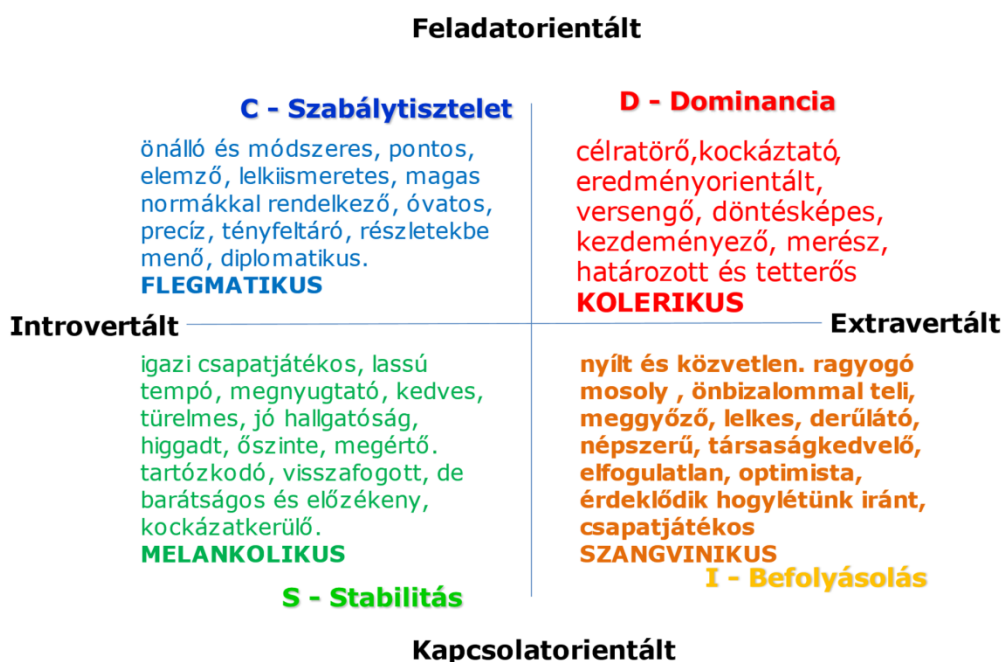 Feladatorientált
C - Szabálytisztelet
önálló és módszeres, pontos,
elemző, lelkiismeretes, magas
normákkal rendelkező, óvatos,
precíz, tényfeltáró, részletekbe
menő, diplomatikus.
FLEGMATIKUS
D - Dominancia
célratörő,kockáztató,
eredményorientált,
versengő, döntésképes,
kezdeményező, merész,
határozott és tetterős
KOLERIKUS
Introvertált
Extravertált
igazi csapatjátékos, lassú
tempó, megnyugtató, kedves,
türelmes, jó hallgatóság,
higgadt, őszinte, megértő.
tartózkodó, visszafogott, de
barátságos és előzékeny,
kockázatkerülő.
MELANKOLIKUS
S - Stabilitás
nyílt és közvetlen. ragyogó
mosoly , önbizalommal teli,
meggyőző, lelkes, derűlátó,
népszerű, társaságkedvelő,
elfogulatlan, optimista,
érdeklődik hogylétünk iránt,
csapatjátékos
SZANGVINIKUS
I - Befolyásolás
Kapcsolatorientált